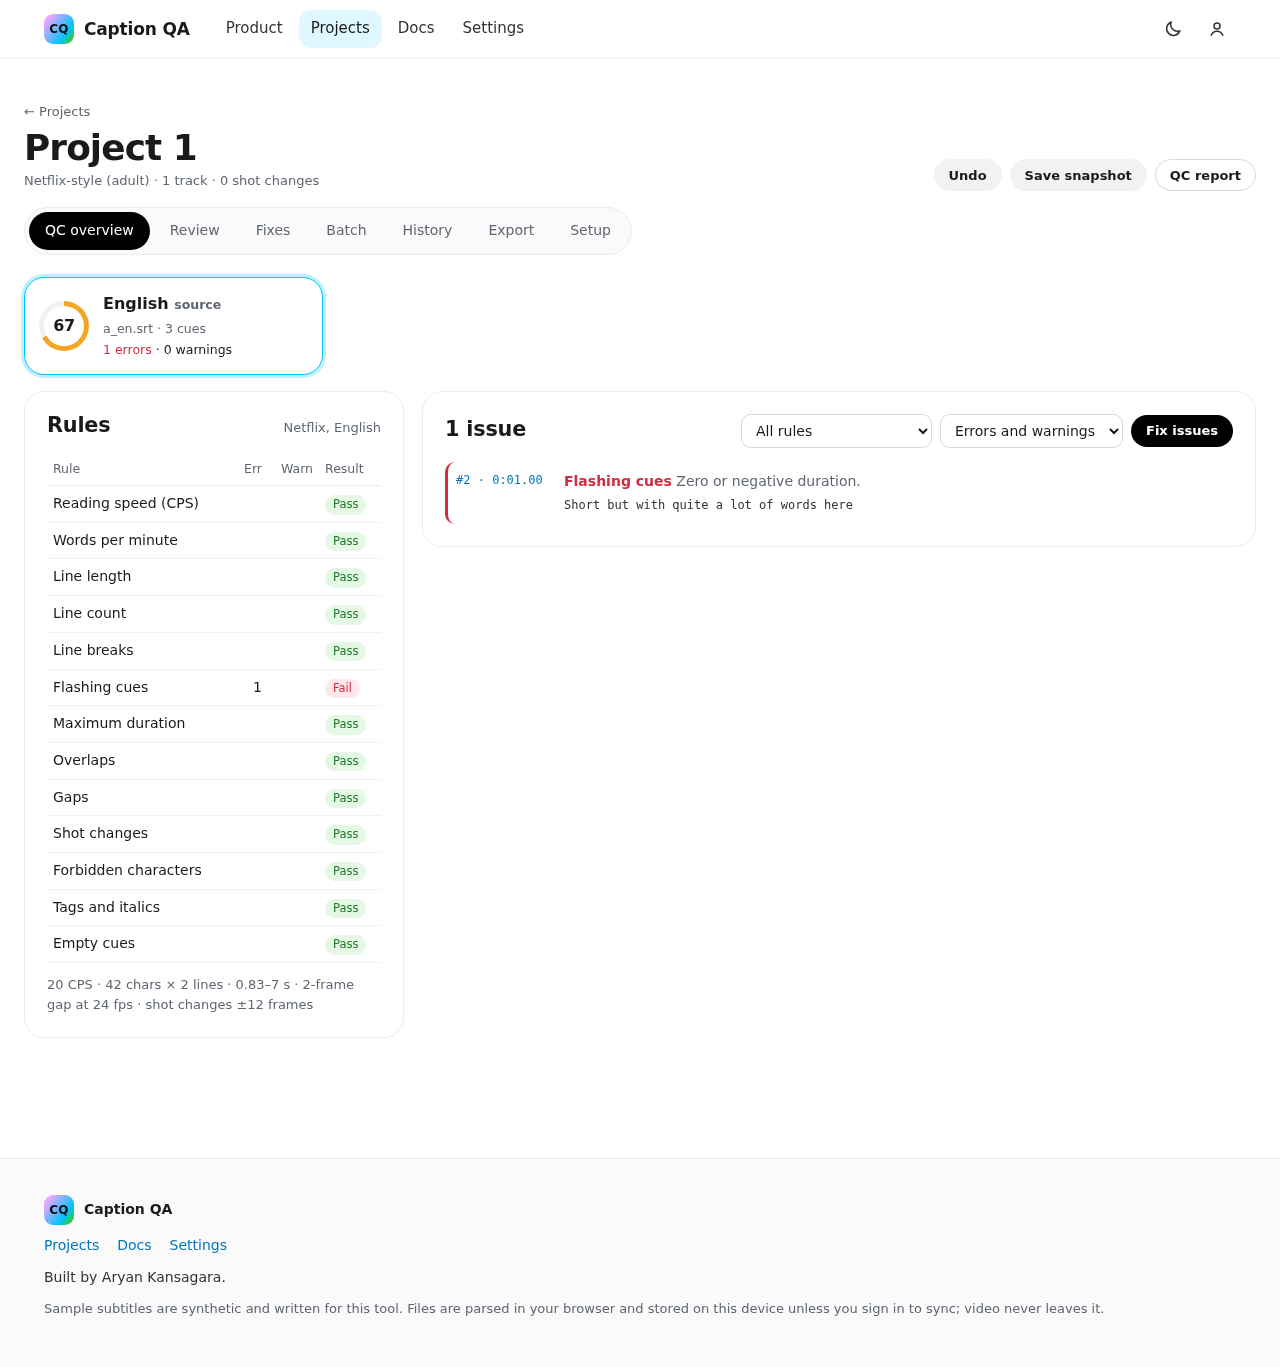 CQ Caption QA Product Projects Docs Settings
← Projects
Project 1
Netflix-style (adult) · 1 track · 0 shot changes
Undo Save snapshot QC report
QC overview Review Fixes Batch History Export Setup
67
English source
a_en.srt · 3 cues
1 errors · 0 warnings
Rules
Netflix, English
Rule Err Warn Result
Reading speed (CPS) Pass
Words per minute Pass
Line length Pass
Line count Pass
Line breaks Pass
Flashing cues 1 Fail
Maximum duration Pass
Overlaps Pass
Gaps Pass
Shot changes Pass
Forbidden characters Pass
Tags and italics Pass
Empty cues Pass
20 CPS · 42 chars × 2 lines · 0.83–7 s · 2-frame
gap at 24 fps · shot changes ±12 frames
1 issue All rules Errors and warnings Fix issues
#2 · 0:01.00 Flashing cues Zero or negative duration.
Short but with quite a lot of words here
CQ Caption QA
Projects Docs Settings
Built by Aryan Kansagara.
Sample subtitles are synthetic and written for this tool. Files are parsed in your browser and stored on this device unless you sign in to sync; video never leaves it.